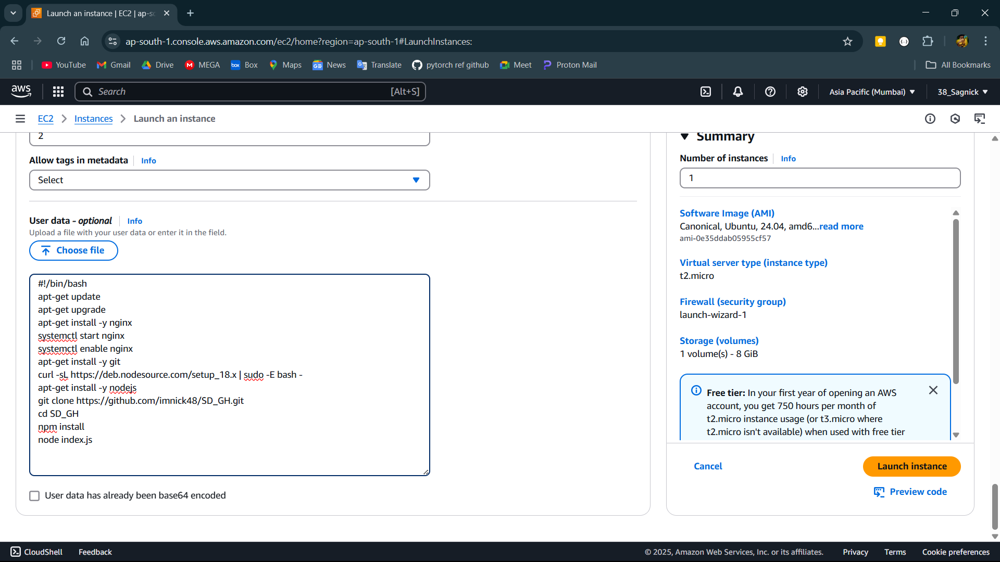 Launch an instance | EC2 | ap-so
ap-south-1.console.aws.amazon.com/ec2/home?region=ap-south-1#LaunchInstances:
YouTube Gmail Drive MEGA Box Maps News Translate pytorch ref github Meet Proton Mail All Bookmarks
aws Search [Alt+S] Asia Pacific (Mumbai) 38_Sagnick
EC2 Instances Launch an instance
2
Allow tags in metadata Info
Select
User data - optional Info
Upload a file with your user data or enter it in the field.
Choose file
#!/bin/bash
apt-get update
apt-get upgrade
apt-get install -y nginx
systemctl start nginx
systemctl enable nginx
apt-get install -y git
curl -sL https://deb.nodesource.com/setup_18.x | sudo -E bash -
apt-get install -y nodejs
git clone https://github.com/imnick48/SD_GH.git
cd SD_GH
npm install
node index.js
User data has already been base64 encoded
Summary
Number of instances Info
1
Software Image (AMI)
Canonical, Ubuntu, 24.04, amd6...read more
ami-0e35ddab05955cf57
Virtual server type (instance type)
t2.micro
Firewall (security group)
launch-wizard-1
Storage (volumes)
1 volume(s) - 8 GiB
Free tier: In your first year of opening an AWS
account, you get 750 hours per month of
t2.micro instance usage (or t3.micro where
t2.micro isn't available) when used with free tier
Cancel Launch instance
Preview code
CloudShell Feedback © 2025, Amazon Web Services, Inc. or its affiliates. Privacy Terms Cookie preferences